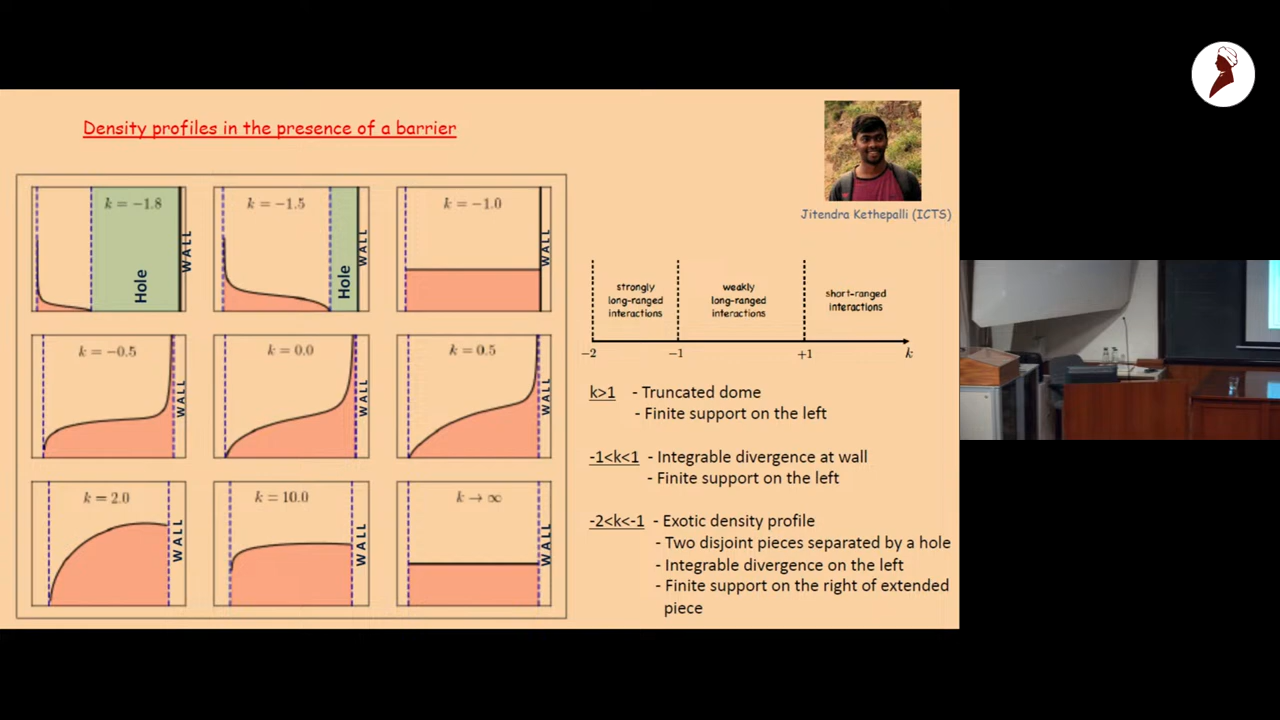 Density profiles in the presence of a barrier
Jitendra Kethepalli (ICTS)
k = −1.8
Hole
WALL
k = −1.5
Hole
WALL
k = −1.0
WALL
k = −0.5
WALL
k = 0.0
WALL
k = 0.5
WALL
k = 2.0
WALL
k = 10.0
WALL
k → ∞
WALL
strongly
long-ranged
interactions
weakly
long-ranged
interactions
short-ranged
interactions
−2 −1 +1 k
k>1 - Truncated dome
- Finite support on the left
-1<k<1 - Integrable divergence at wall
- Finite support on the left
-2<k<-1 - Exotic density profile
- Two disjoint pieces separated by a hole
- Integrable divergence on the left
- Finite support on the right of extended
piece